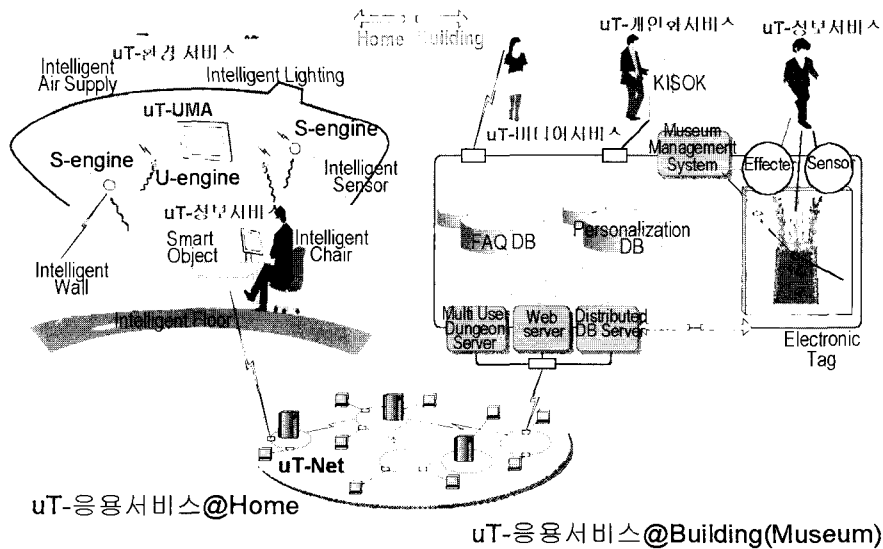 Home Building
uT-환경 서비스
Intelligent
Air Supply
Intelligent Lighting
uT-UMA
S-engine
S-engine
U-engine
Intelligent
Sensor
uT-정보서비스
Smart
Object
Intelligent
Chair
Intelligent
Wall
Intelligent Floor
uT-개인화서비스
uT-정보서비스
KISOK
uT-미디어서비스
Museum
Management
System
Effecte
Sensor
FAQ DB
Personalization
DB
Multi Use
Dungeon
Server
Web
server
Distributed
DB Server
Electronic
Tag
uT-Net
uT-응용서비스@Home
uT-응용서비스@Building(Museum)